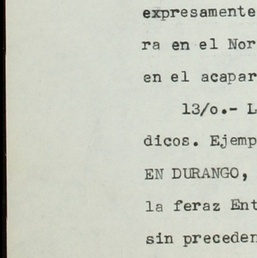 expresamente
ra en el Nor
en el acapar
13/o.- L
dicos. Ejemp
EN DURANGO,
la feraz Ent
sin preceden